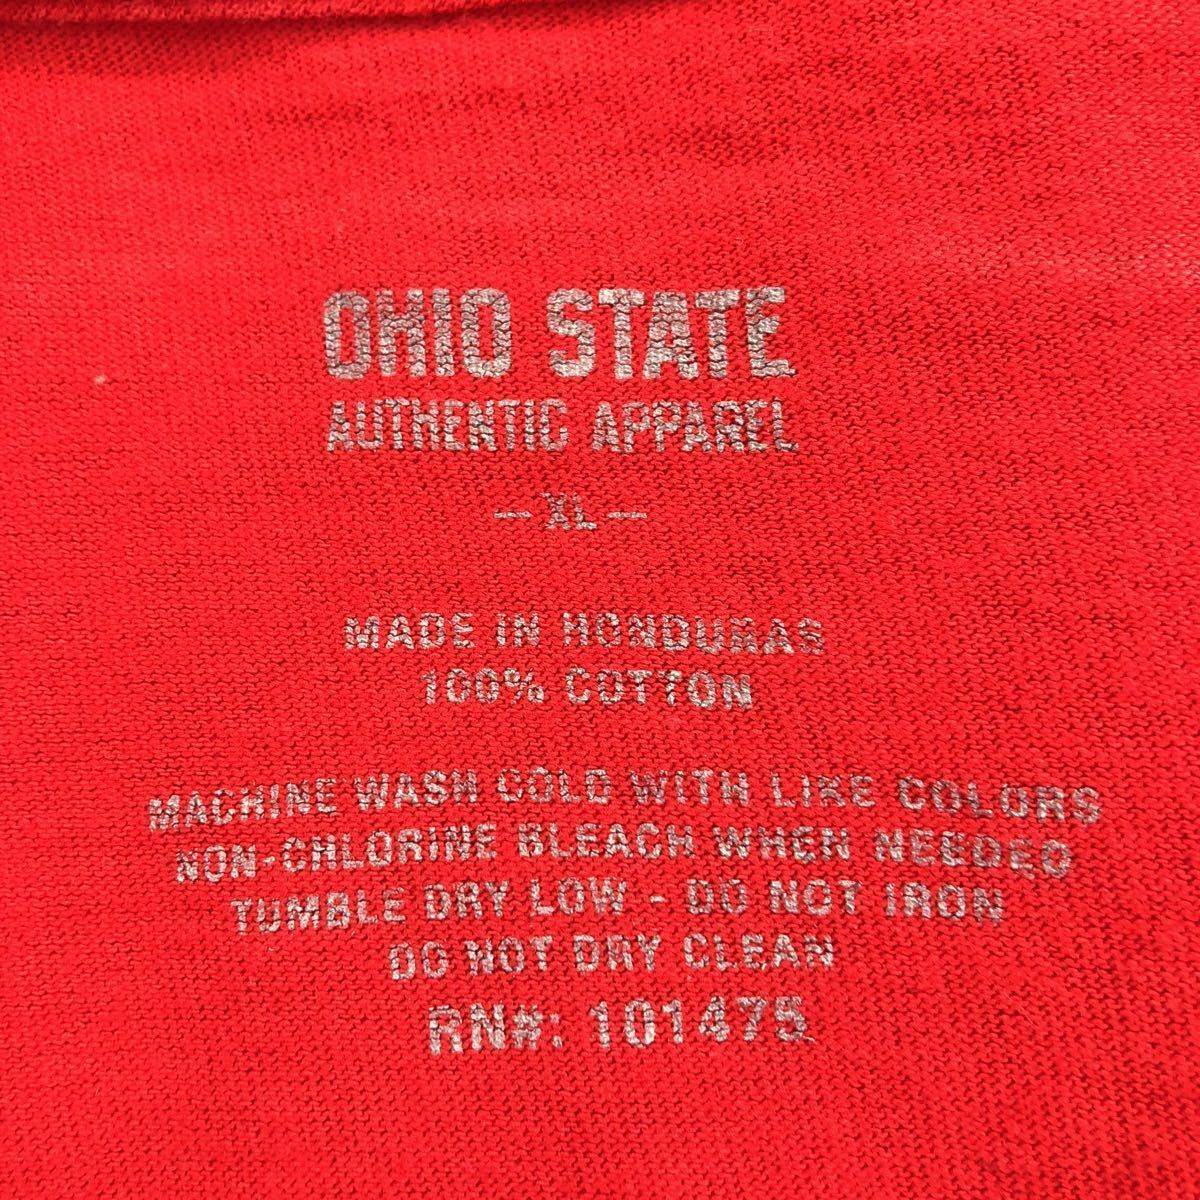 OHIO STATE
AUTHENTIC APPAREL
— XL —
MADE IN HONDURAS
100% COTTON
MACHINE WASH COLD WITH LIKE COLORS
NON-CHLORINE BLEACH WHEN NEEDED
TUMBLE DRY LOW - DO NOT IRON
DO NOT DRY CLEAN
RN#: 101475